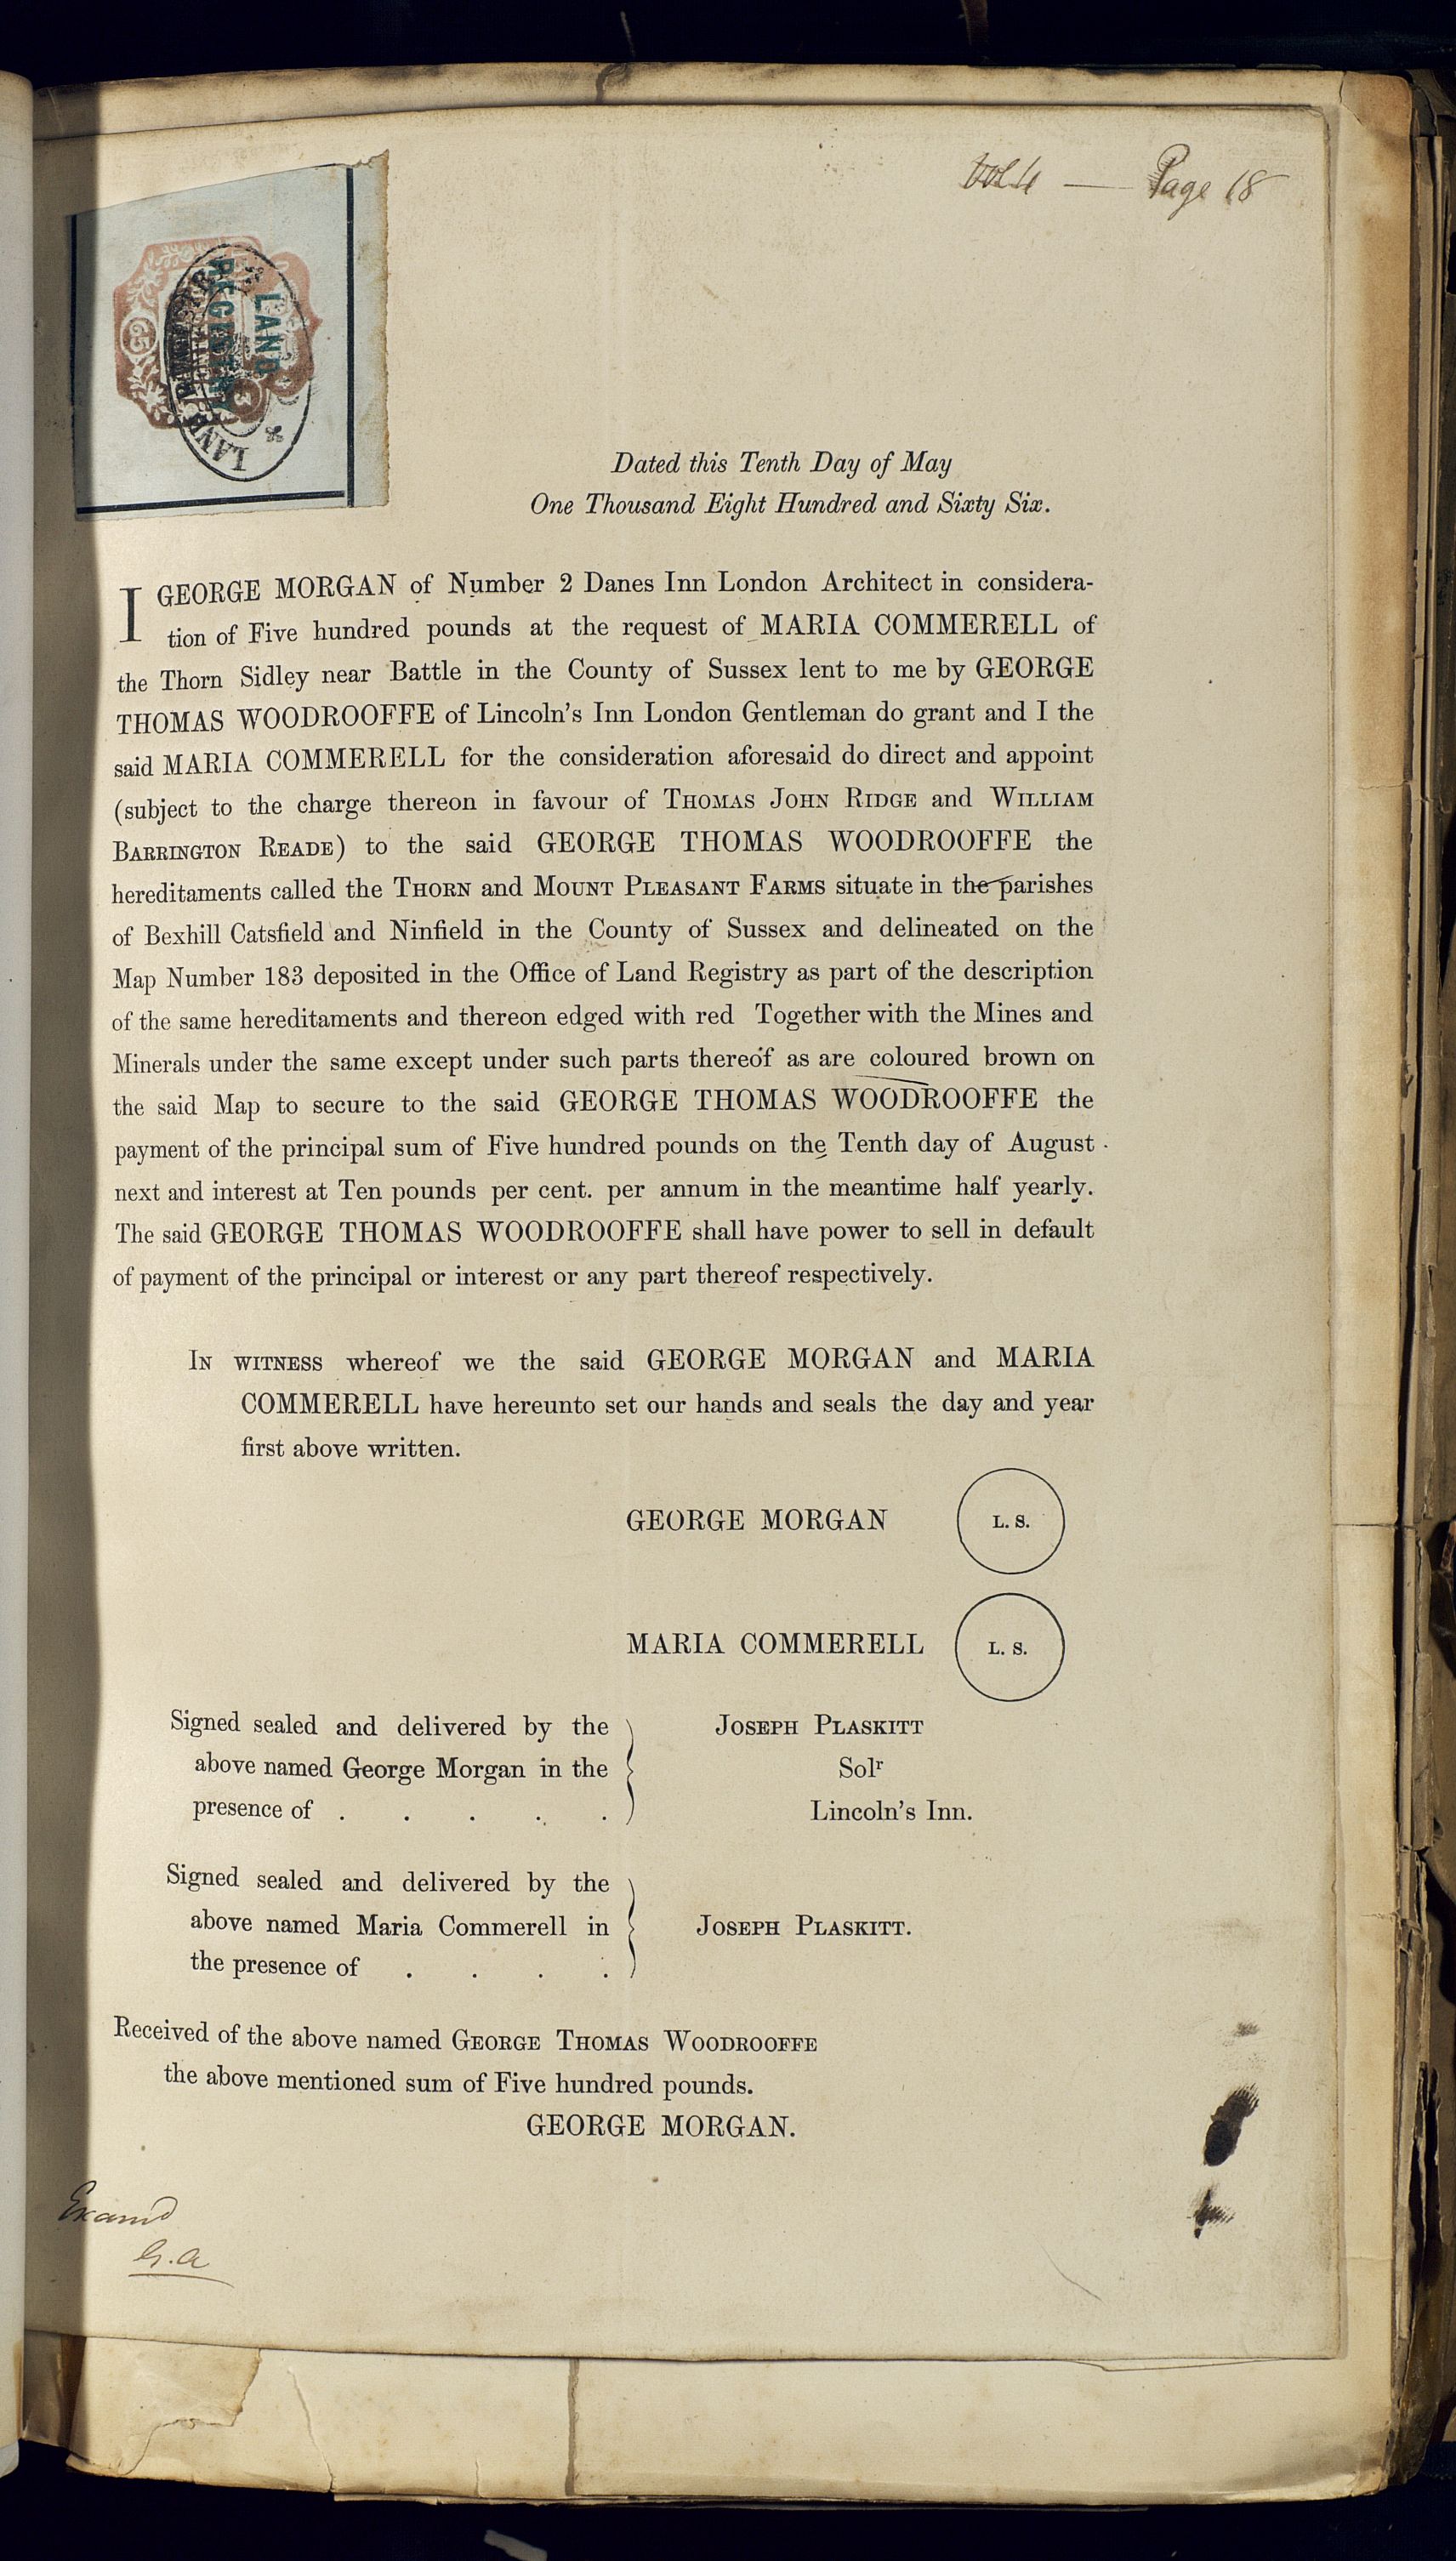 Vol 4 — Page 18
LAND
REGISTRY
LAND REGISTRY
Dated this Tenth Day of May
One Thousand Eight Hundred and Sixty Six.
I GEORGE MORGAN of Number 2 Danes Inn London Architect in considera-
tion of Five hundred pounds at the request of MARIA COMMERELL of
the Thorn Sidley near Battle in the County of Sussex lent to me by GEORGE
THOMAS WOODROOFFE of Lincoln's Inn London Gentleman do grant and I the
said MARIA COMMERELL for the consideration aforesaid do direct and appoint
(subject to the charge thereon in favour of THOMAS JOHN RIDGE and WILLIAM
BARRINGTON READE) to the said GEORGE THOMAS WOODROOFFE the
hereditaments called the THORN and MOUNT PLEASANT FARMS situate in the parishes
of Bexhill Catsfield and Ninfield in the County of Sussex and delineated on the
Map Number 183 deposited in the Office of Land Registry as part of the description
of the same hereditaments and thereon edged with red Together with the Mines and
Minerals under the same except under such parts thereof as are coloured brown on
the said Map to secure to the said GEORGE THOMAS WOODROOFFE the
payment of the principal sum of Five hundred pounds on the Tenth day of August
next and interest at Ten pounds per cent. per annum in the meantime half yearly.
The said GEORGE THOMAS WOODROOFFE shall have power to sell in default
of payment of the principal or interest or any part thereof respectively.
IN WITNESS whereof we the said GEORGE MORGAN and MARIA
COMMERELL have hereunto set our hands and seals the day and year
first above written.
GEORGE MORGAN L. S.
MARIA COMMERELL L. S.
Signed sealed and delivered by the
above named George Morgan in the
presence of . . . . .
JOSEPH PLASKITT
Solr
Lincoln's Inn.
Signed sealed and delivered by the
above named Maria Commerell in
the presence of . . . .
JOSEPH PLASKITT.
Received of the above named GEORGE THOMAS WOODROOFFE
the above mentioned sum of Five hundred pounds.
GEORGE MORGAN.
Examd
G.A